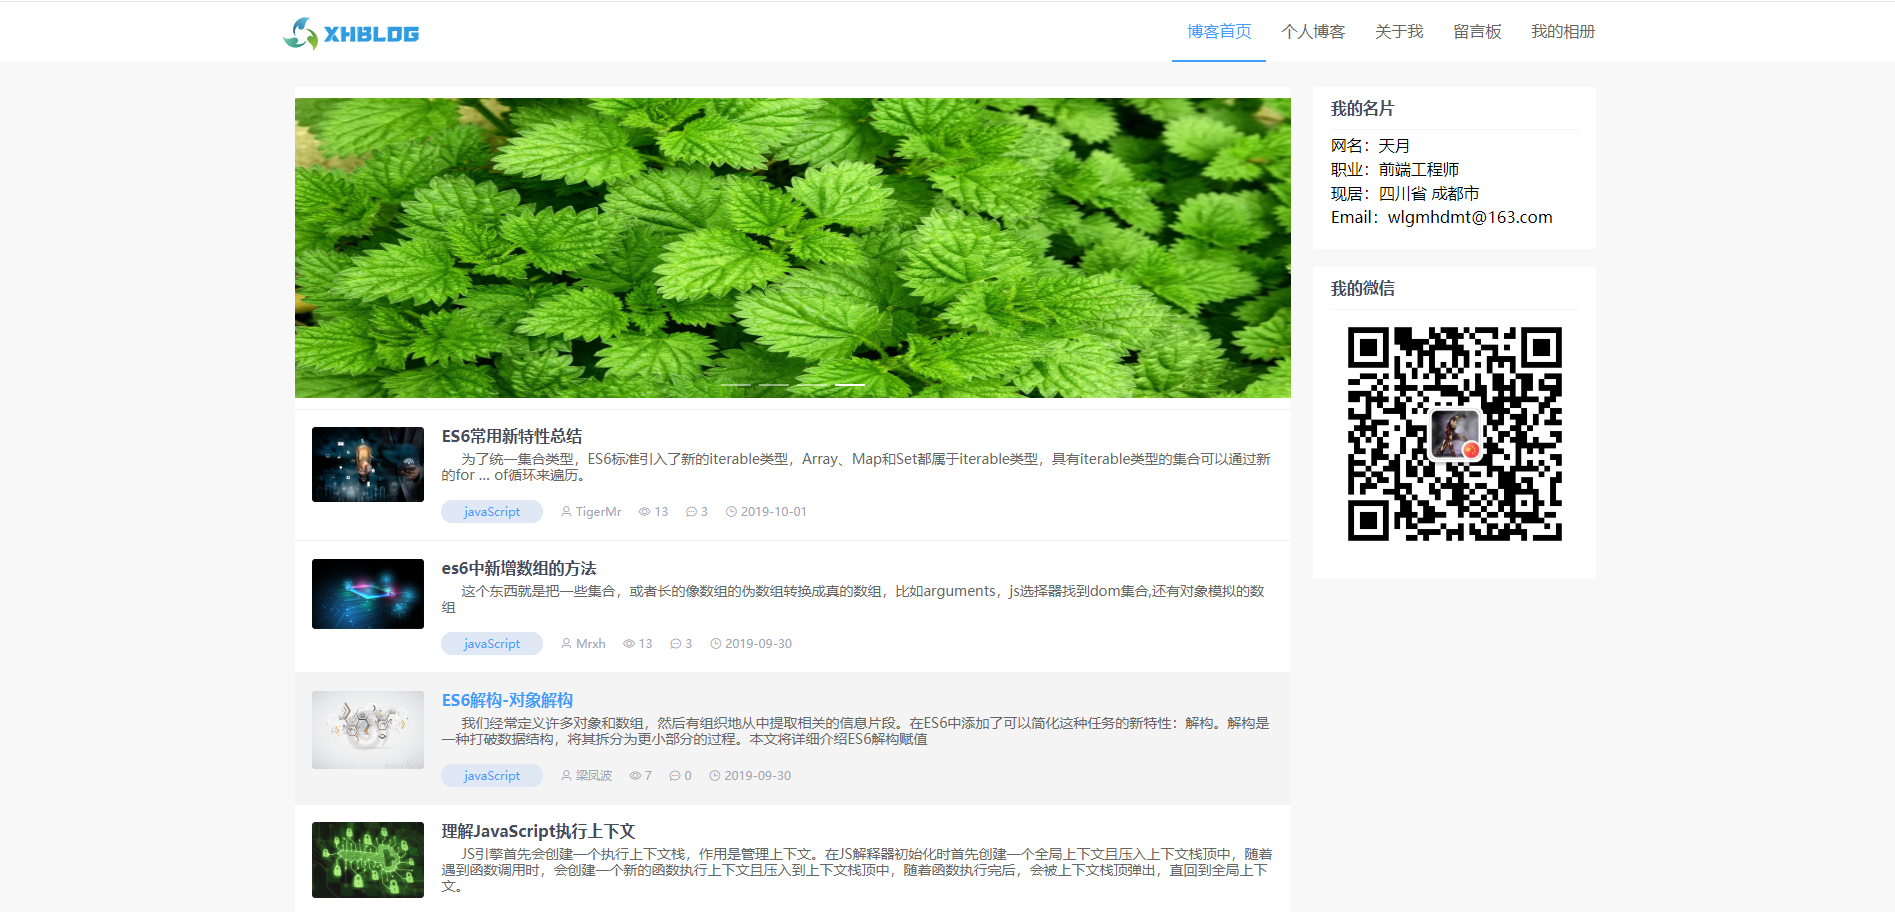 XHBLOG
博客首页 个人博客 关于我 留言板 我的相册
我的名片
网名：天月
职业：前端工程师
现居：四川省 成都市
Email：wlgmhdmt@163.com
我的微信
ES6常用新特性总结
为了统一集合类型，ES6标准引入了新的iterable类型，Array、Map和Set都属于iterable类型，具有iterable类型的集合可以通过新
的for ... of循环来遍历。
javaScript TigerMr 13 3 2019-10-01
es6中新增数组的方法
这个东西就是把一些集合，或者长的像数组的伪数组转换成真的数组，比如arguments，js选择器找到dom集合,还有对象模拟的数
组
javaScript Mrxh 13 3 2019-09-30
ES6解构-对象解构
我们经常定义许多对象和数组，然后有组织地从中提取相关的信息片段。在ES6中添加了可以简化这种任务的新特性：解构。解构是
一种打破数据结构，将其拆分为更小部分的过程。本文将详细介绍ES6解构赋值
javaScript 梁凤波 7 0 2019-09-30
理解JavaScript执行上下文
JS引擎首先会创建一个执行上下文栈，作用是管理上下文。在JS解释器初始化时首先创建一个全局上下文且压入上下文栈顶中，随着
遇到函数调用时，会创建一个新的函数执行上下文且压入到上下文栈顶中，随着函数执行完后，会被上下文栈顶弹出，直回到全局上下
文。